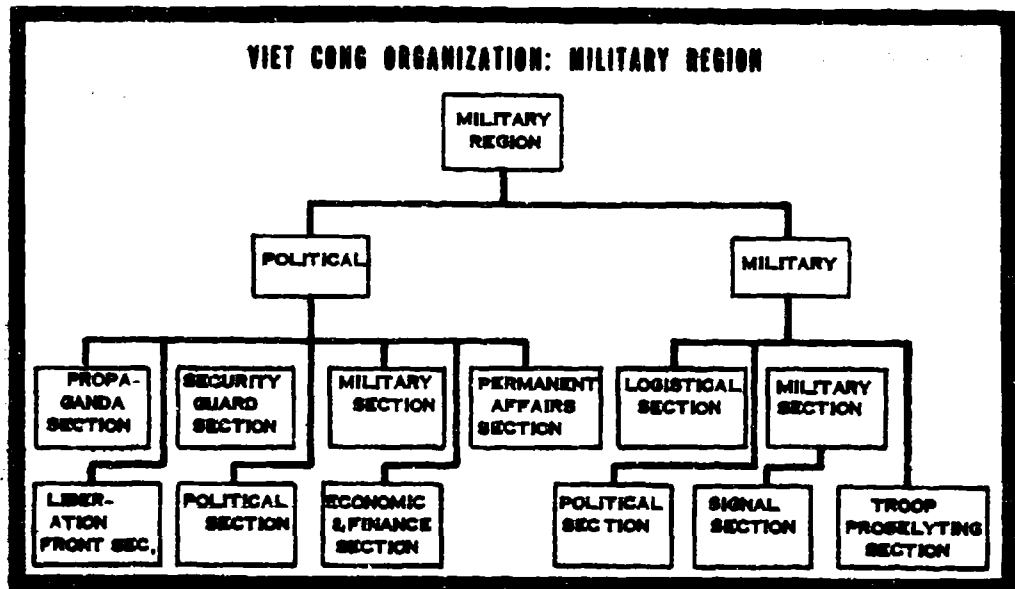 VIET CONG ORGANIZATION: MILITARY REGION
MILITARY
REGION
POLITICAL
MILITARY
PROPA-
GANDA
SECTION
SECURITY
GUARD
SECTION
MILITARY
SECTION
PERMANENT
AFFAIRS
SECTION
LOGISTICAL
SECTION
MILITARY
SECTION
LIBER-
ATION
FRONT SEC.
POLITICAL
SECTION
ECONOMIC
& FINANCE
SECTION
POLITICAL
SECTION
SIGNAL
SECTION
TROOP
PROSELYTING
SECTION